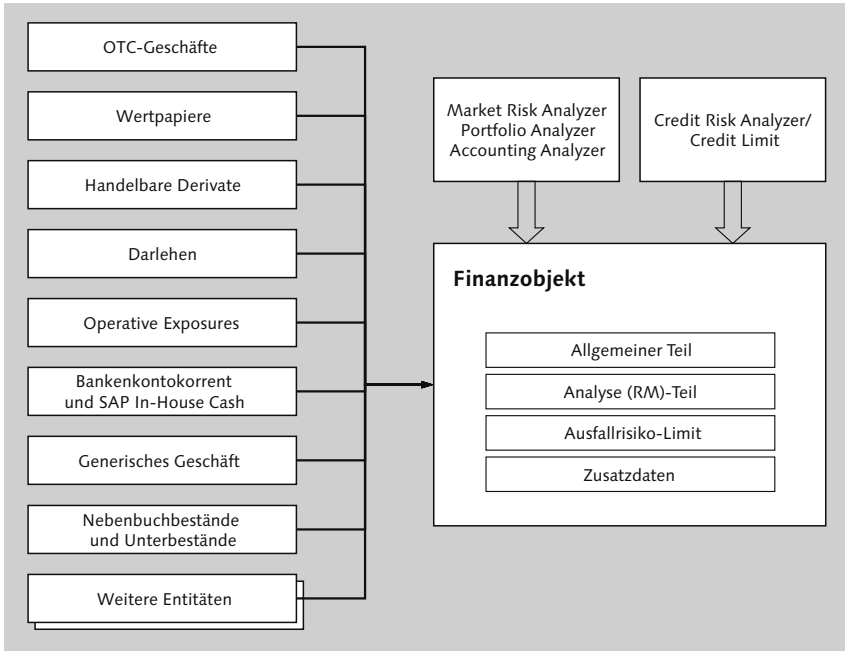 OTC-Geschäfte
Wertpapiere
Handelbare Derivate
Darlehen
Operative Exposures
Bankenkontokorrent
und SAP In-House Cash
Generisches Geschäft
Nebenbuchbestände
und Unterbestände
Weitere Entitäten
Market Risk Analyzer
Portfolio Analyzer
Accounting Analyzer
Credit Risk Analyzer/
Credit Limit
Finanzobjekt
Allgemeiner Teil
Analyse (RM)-Teil
Ausfallrisiko-Limit
Zusatzdaten